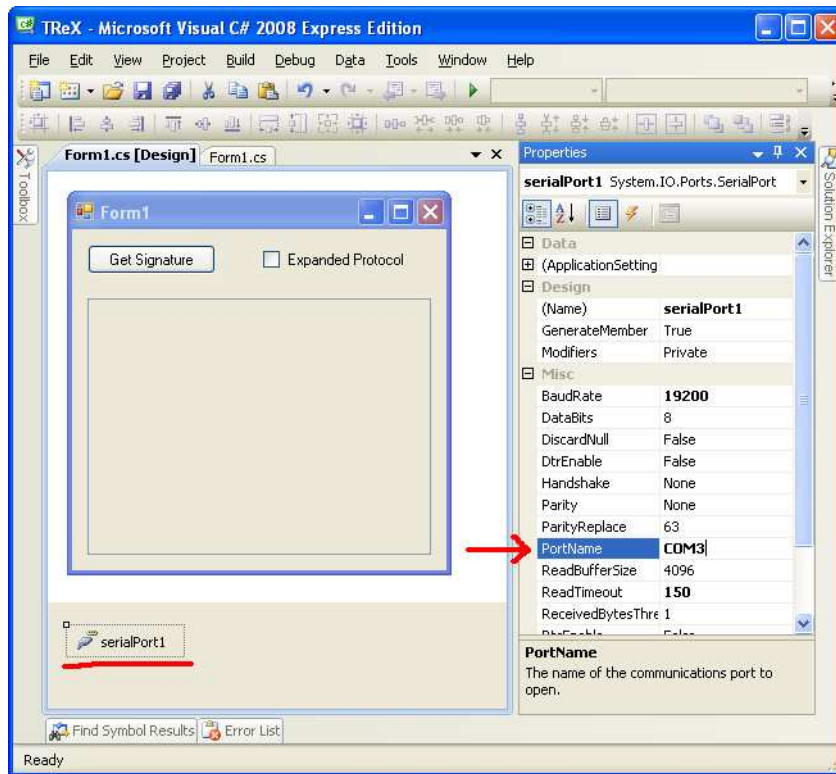 TReX - Microsoft Visual C# 2008 Express Edition
File Edit View Project Build Debug Data Tools Window Help
Toolbox
Form1.cs [Design] Form1.cs
Form1
Get Signature Expanded Protocol
serialPort1
Properties
serialPort1 System.IO.Ports.SerialPort
Data
(ApplicationSetting
Design
(Name) serialPort1
GenerateMember True
Modifiers Private
Misc
BaudRate 19200
DataBits 8
DiscardNull False
DtrEnable False
Handshake None
Parity None
ParityReplace 63
PortName COM3
ReadBufferSize 4096
ReadTimeout 150
ReceivedBytesThre 1
RtsEnable False
PortName
The name of the communications port to
open.
Solution Explorer
Find Symbol Results Error List
Ready